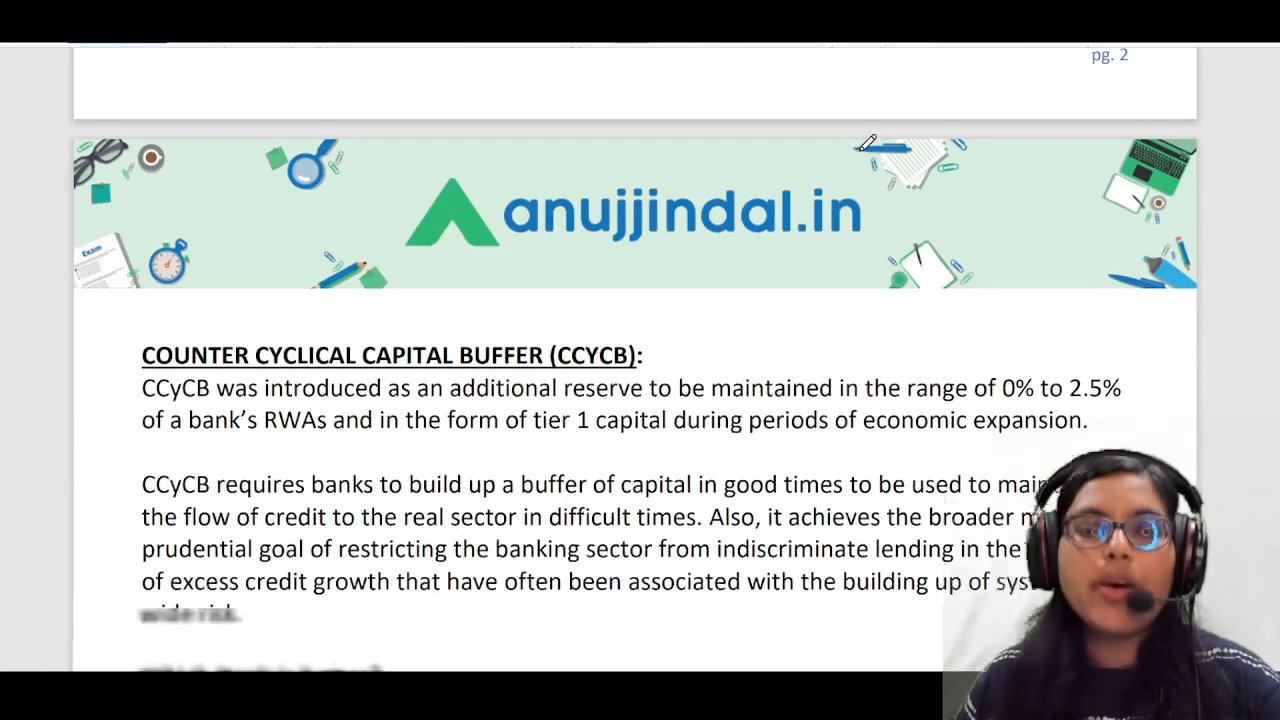 pg. 2
Exam
anujjindal.in
COUNTER CYCLICAL CAPITAL BUFFER (CCYCB):
CCyCB was introduced as an additional reserve to be maintained in the range of 0% to 2.5%
of a bank’s RWAs and in the form of tier 1 capital during periods of economic expansion.
CCyCB requires banks to build up a buffer of capital in good times to be used to
the flow of credit to the real sector in difficult times. Also, it achieves the broader
prudential goal of restricting the banking sector from indiscriminate lending in the
of excess credit growth that have often been associated with the building up of
wide risk.